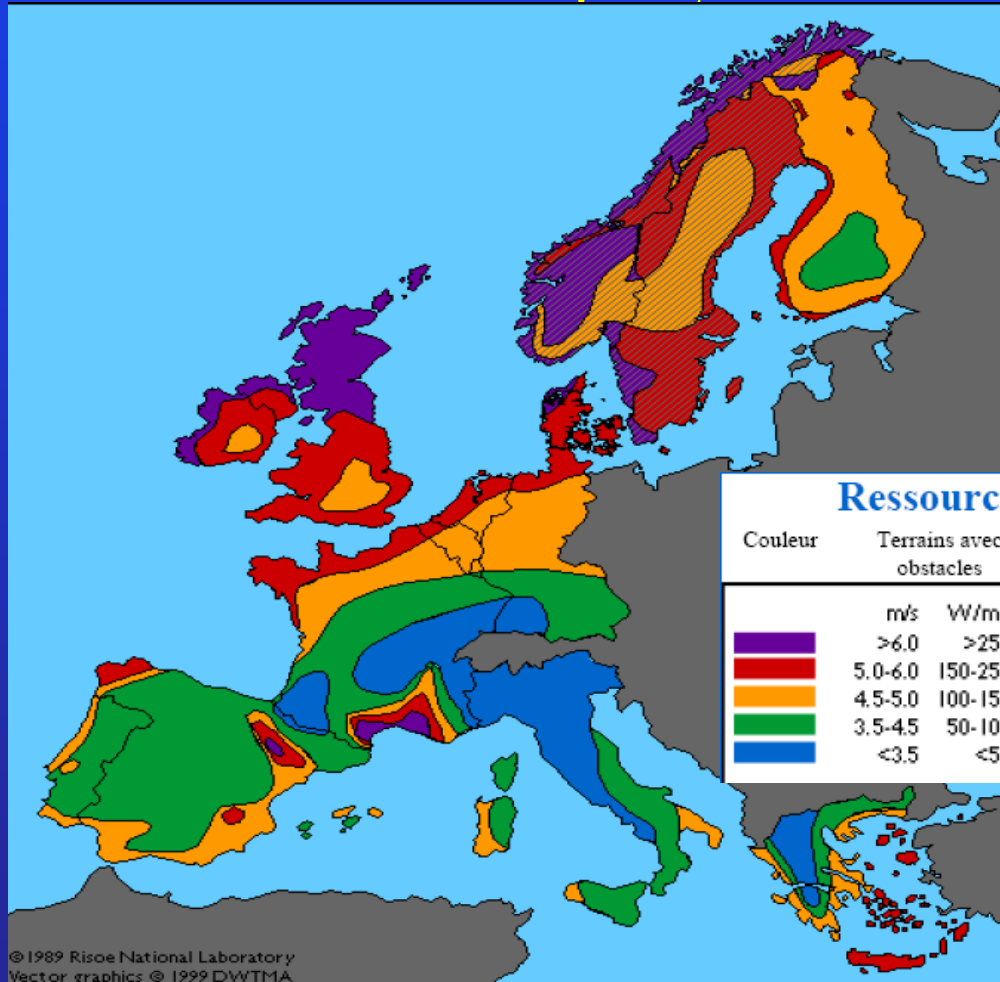 Ressourc
Couleur Terrains avec
obstacles
m/s W/m
>6.0 >25
5.0-6.0 150-25
4.5-5.0 100-15
3.5-4.5 50-10
<3.5 <5
©1989 Risoe National Laboratory
Vector graphics © 1999 DWTMA